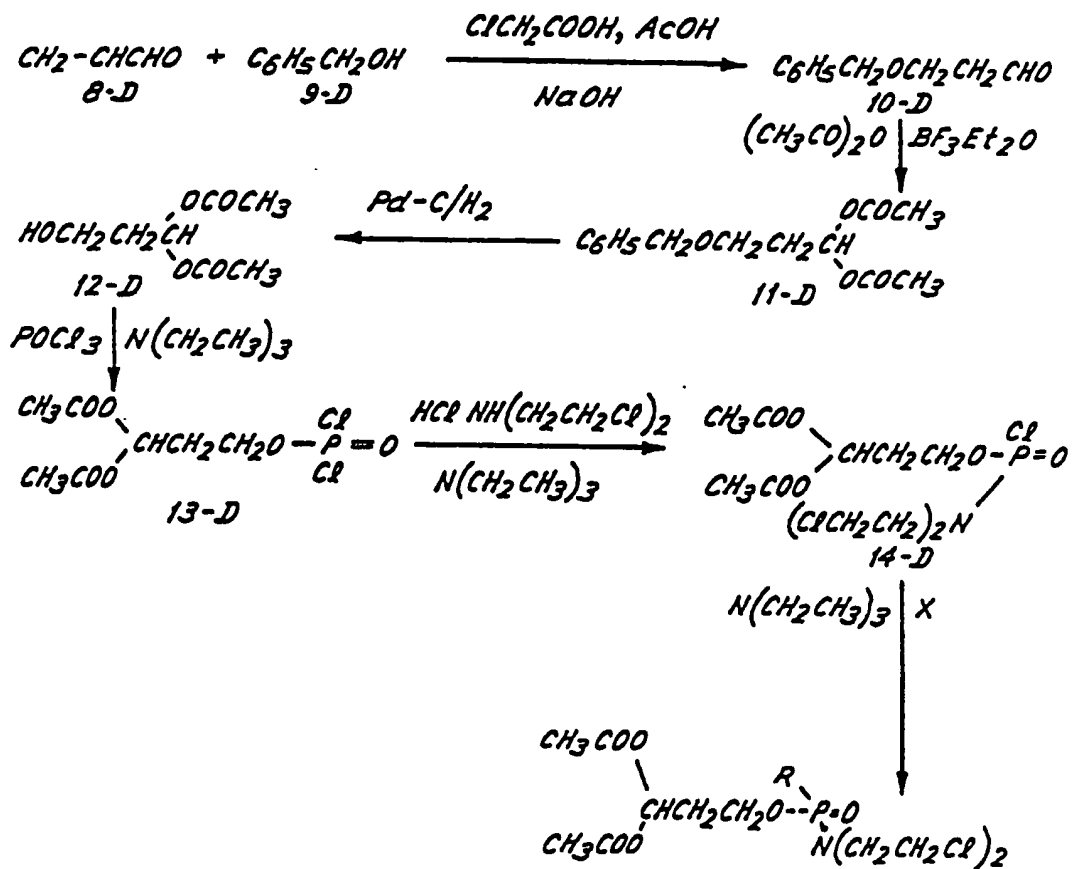 ClCH2COOH, AcOH
CH2-CHCHO + C6H5CH2OH
C6H5CH2OCH2CH2CHO
8-D
9-D
NaOH
10-D
(CH3CO)2O
BF3Et2O
OCOCH3
Pd-C/H2
OCOCH3
HOCH2CH2CH
C6H5CH2OCH2CH2CH
OCOCH3
OCOCH3
12-D
11-D
POCl3
N(CH2CH3)3
CH3COO
Cl
HCl NH(CH2CH2Cl)2
CH3COO
Cl
CHCH2CH2O-P=O
CHCH2CH2O-P=O
CH3COO
Cl
N(CH2CH3)3
CH3COO
13-D
(ClCH2CH2)2N
14-D
N(CH2CH3)3
X
CH3COO
R
CHCH2CH2O--P=O
CH3COO
N(CH2CH2Cl)2